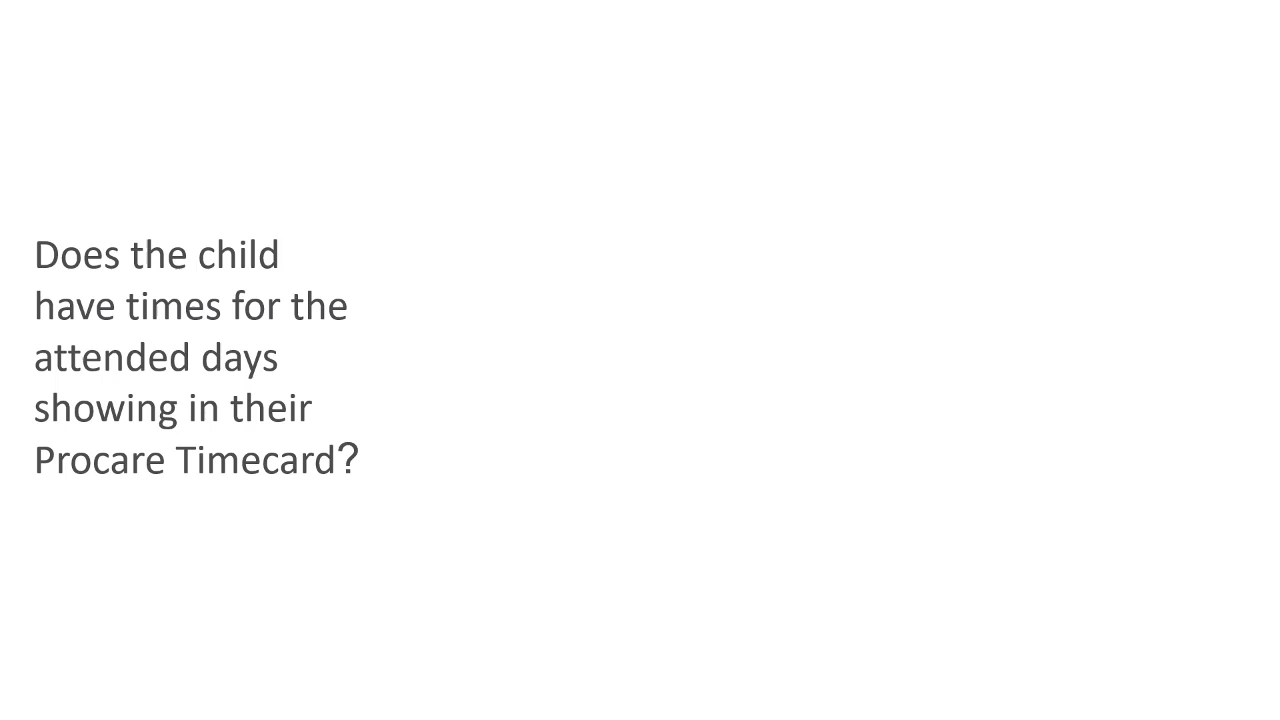 Does the child
have times for the
attended days
showing in their
Procare Timecard?